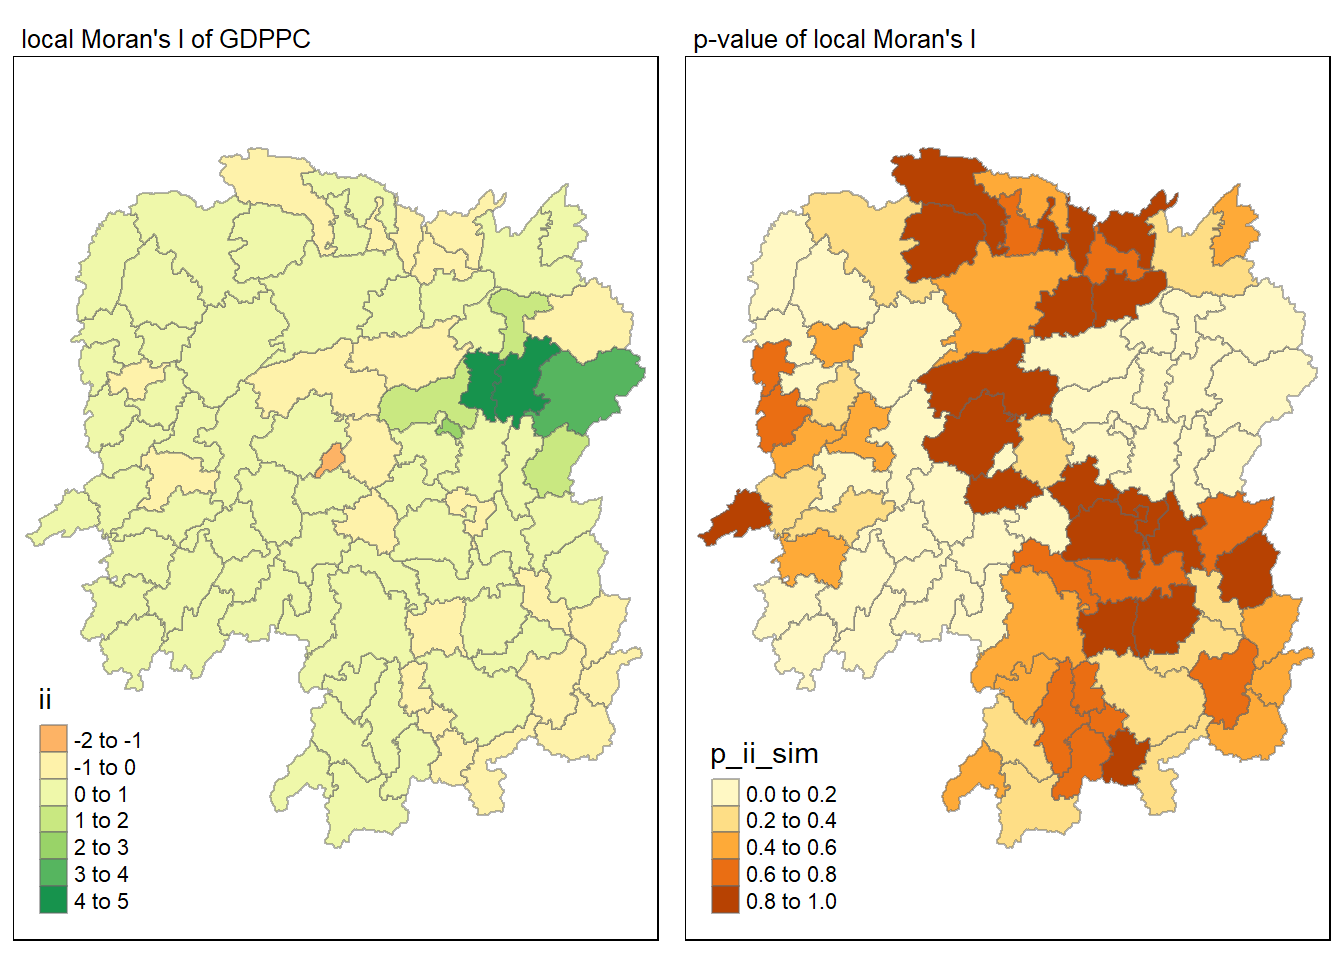 local Moran's I of GDPPC
ii
-2 to -1
-1 to 0
0 to 1
1 to 2
2 to 3
3 to 4
4 to 5
p-value of local Moran's I
p_ii_sim
0.0 to 0.2
0.2 to 0.4
0.4 to 0.6
0.6 to 0.8
0.8 to 1.0